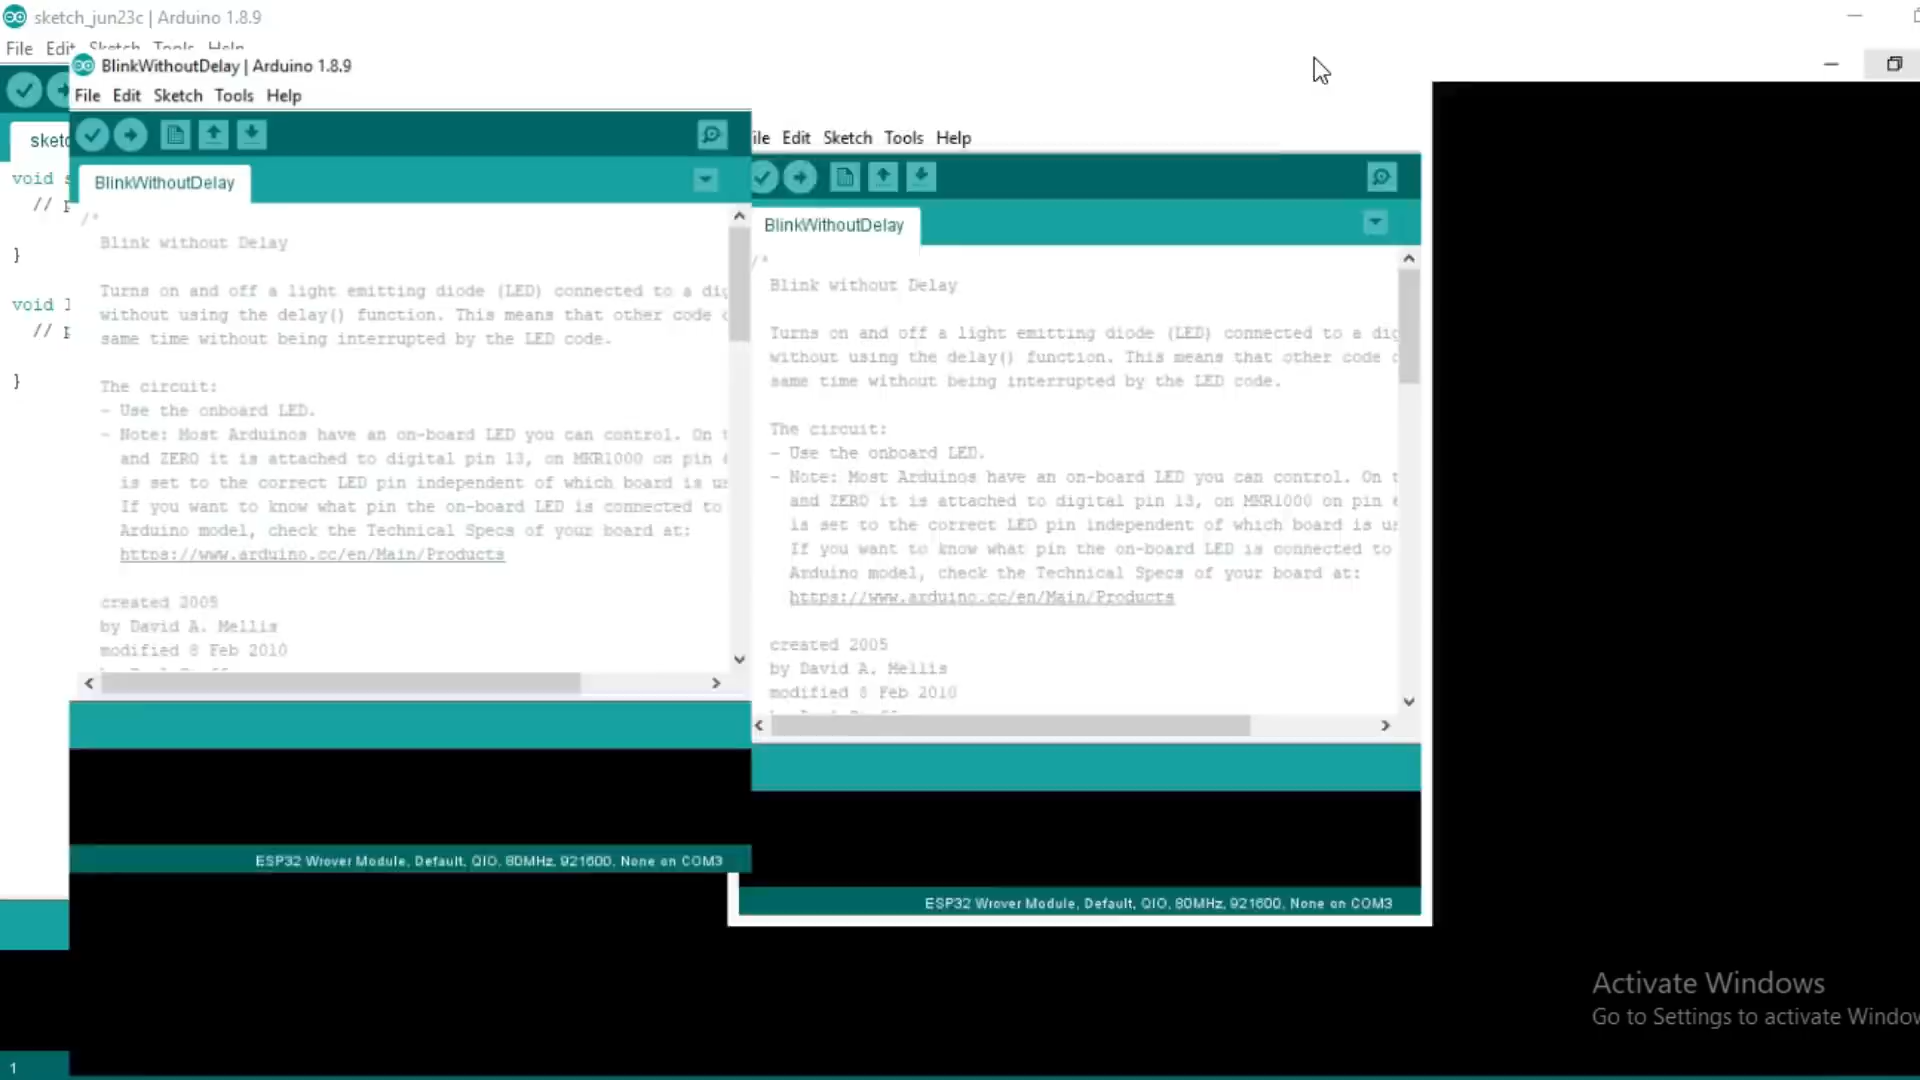 sketch_jun23c | Arduino 1.8.9
File Edit Sketch Tools Help
void
//
}
void
//
}
1
BlinkWithoutDelay | Arduino 1.8.9
File Edit Sketch Tools Help
BlinkWithoutDelay
/*
Blink without Delay
Turns on and off a light emitting diode (LED) connected to a
without using the delay() function. This means that other code
same time without being interrupted by the LED code.
The circuit:
- Use the onboard LED.
- Note: Most Arduinos have an on-board LED you can control. On
and ZERO it is attached to digital pin 13, on MKR1000 on pin
is set to the correct LED pin independent of which board is
If you want to know what pin the on-board LED is connected to
Arduino model, check the Technical Specs of your board at:
https://www.arduino.cc/en/Main/Products
created 2005
by David A. Mellis
modified 8 Feb 2010
ESP32 Wrover Module, Default, QIO, 80MHz, 921600, None on COM3
Edit Sketch Tools Help
BlinkWithoutDelay
/*
Blink without Delay
Turns on and off a light emitting diode (LED) connected to a
without using the delay() function. This means that other code
same time without being interrupted by the LED code.
The circuit:
- Use the onboard LED.
- Note: Most Arduinos have an on-board LED you can control. On
and ZERO it is attached to digital pin 13, on MKR1000 on pin
is set to the correct LED pin independent of which board is
If you want to know what pin the on-board LED is connected to
Arduino model, check the Technical Specs of your board at:
https://www.arduino.cc/en/Main/Products
created 2005
by David A. Mellis
modified 8 Feb 2010
ESP32 Wrover Module, Default, QIO, 80MHz, 921600, None on COM3
Activate Windows
Go to Settings to activate Window